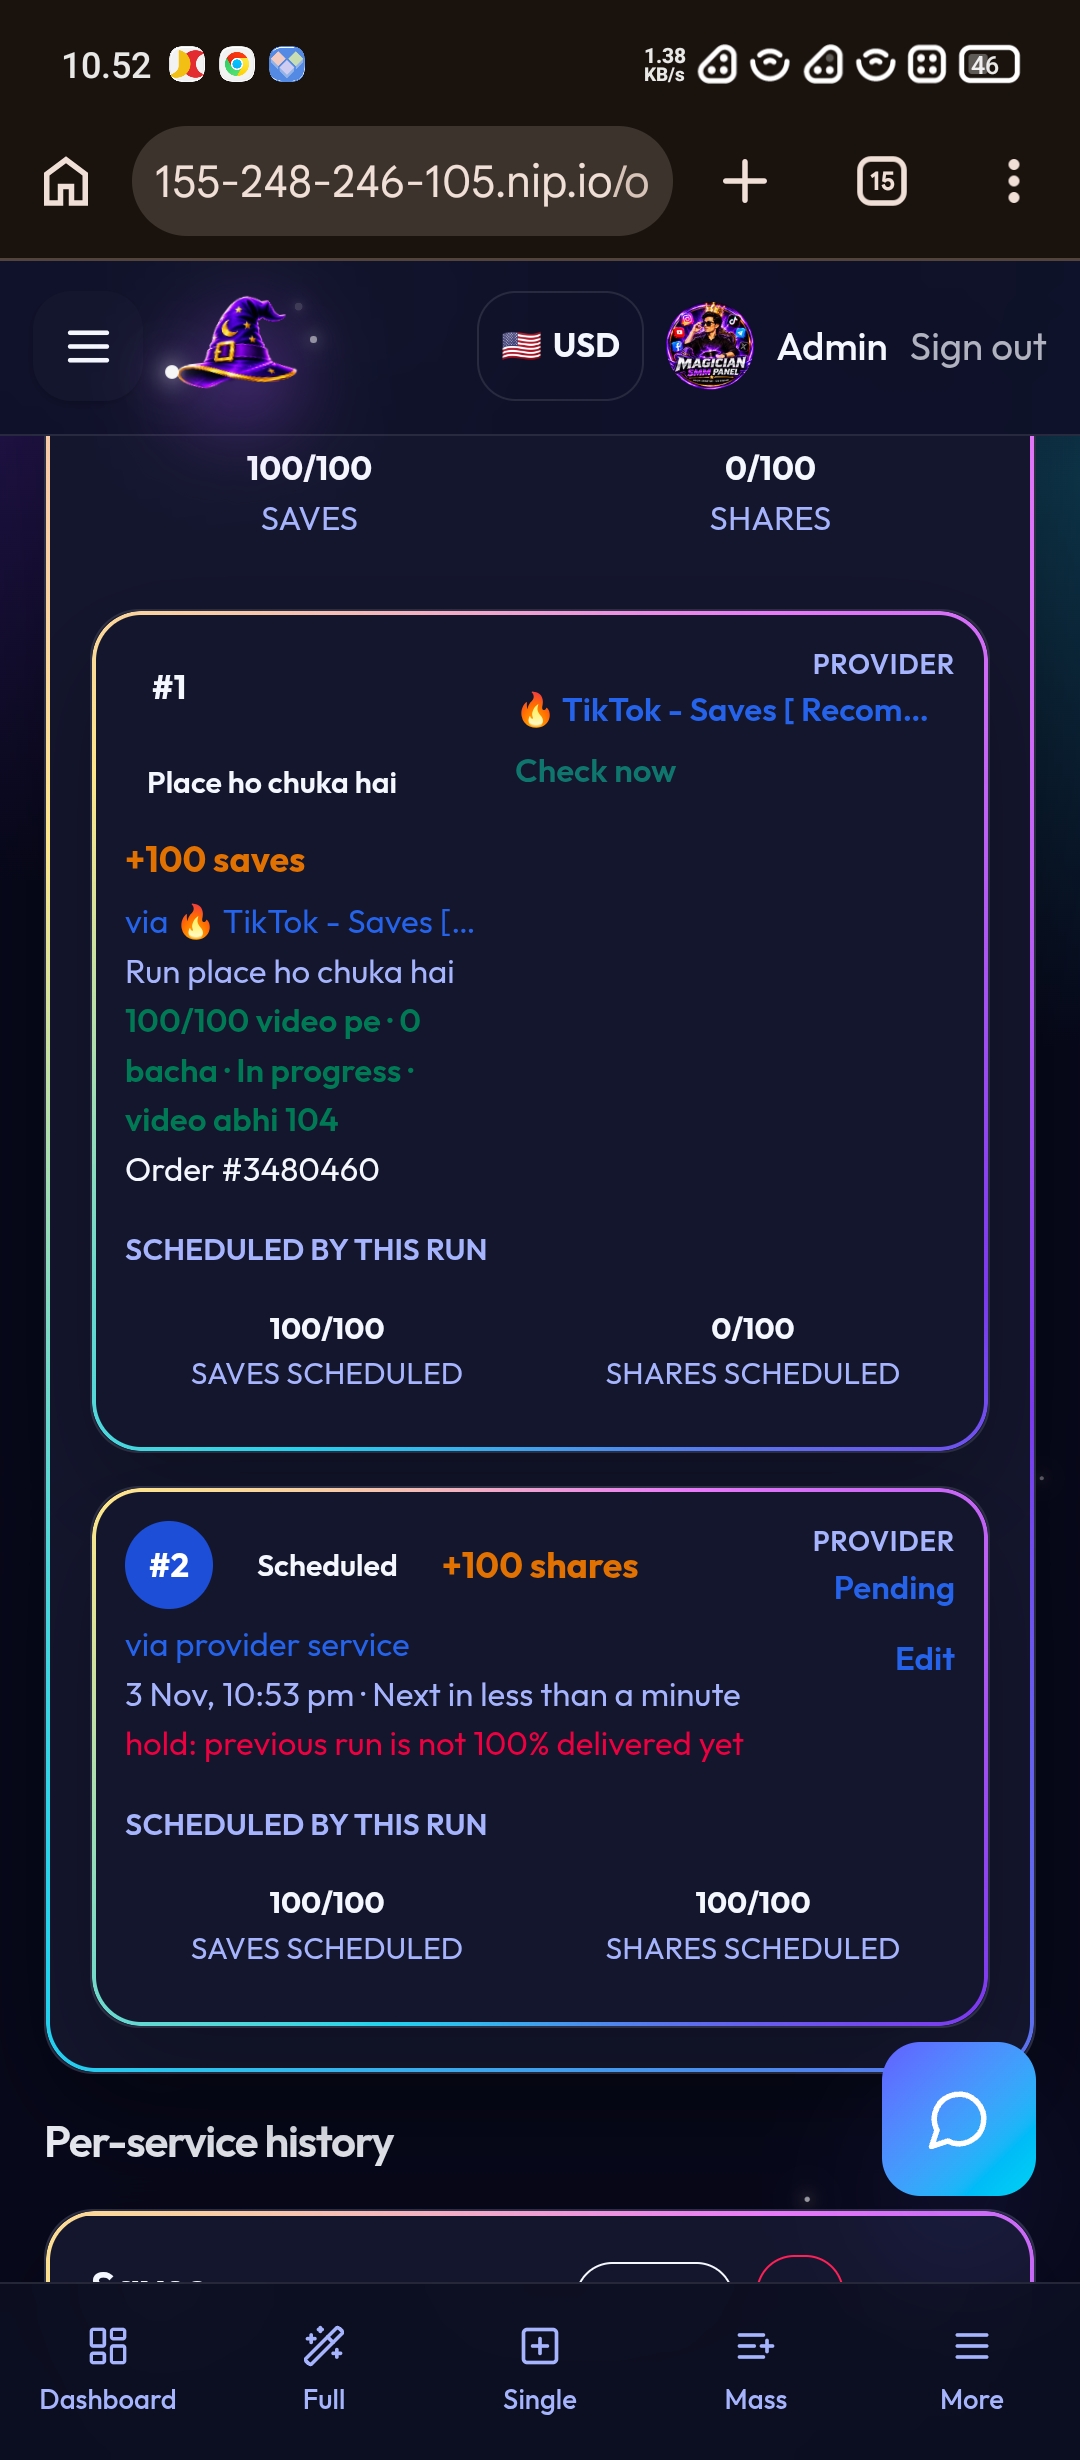 10.52
1.38
KB/s
46
155-248-246-105.nip.io/o
15
🇺🇸 USD
MAGICIAN
SMM PANEL
Admin
Sign out
100/100
SAVES
0/100
SHARES
#1
PROVIDER
🔥 TikTok - Saves [ Recom...
Place ho chuka hai
Check now
+100 saves
via 🔥 TikTok - Saves [...
Run place ho chuka hai
100/100 video pe · 0
bacha · In progress ·
video abhi 104
Order #3480460
SCHEDULED BY THIS RUN
100/100
SAVES SCHEDULED
0/100
SHARES SCHEDULED
#2
Scheduled
+100 shares
PROVIDER
Pending
via provider service
Edit
3 Nov, 10:53 pm · Next in less than a minute
hold: previous run is not 100% delivered yet
SCHEDULED BY THIS RUN
100/100
SAVES SCHEDULED
100/100
SHARES SCHEDULED
Per-service history
Dashboard
Full
Single
Mass
More